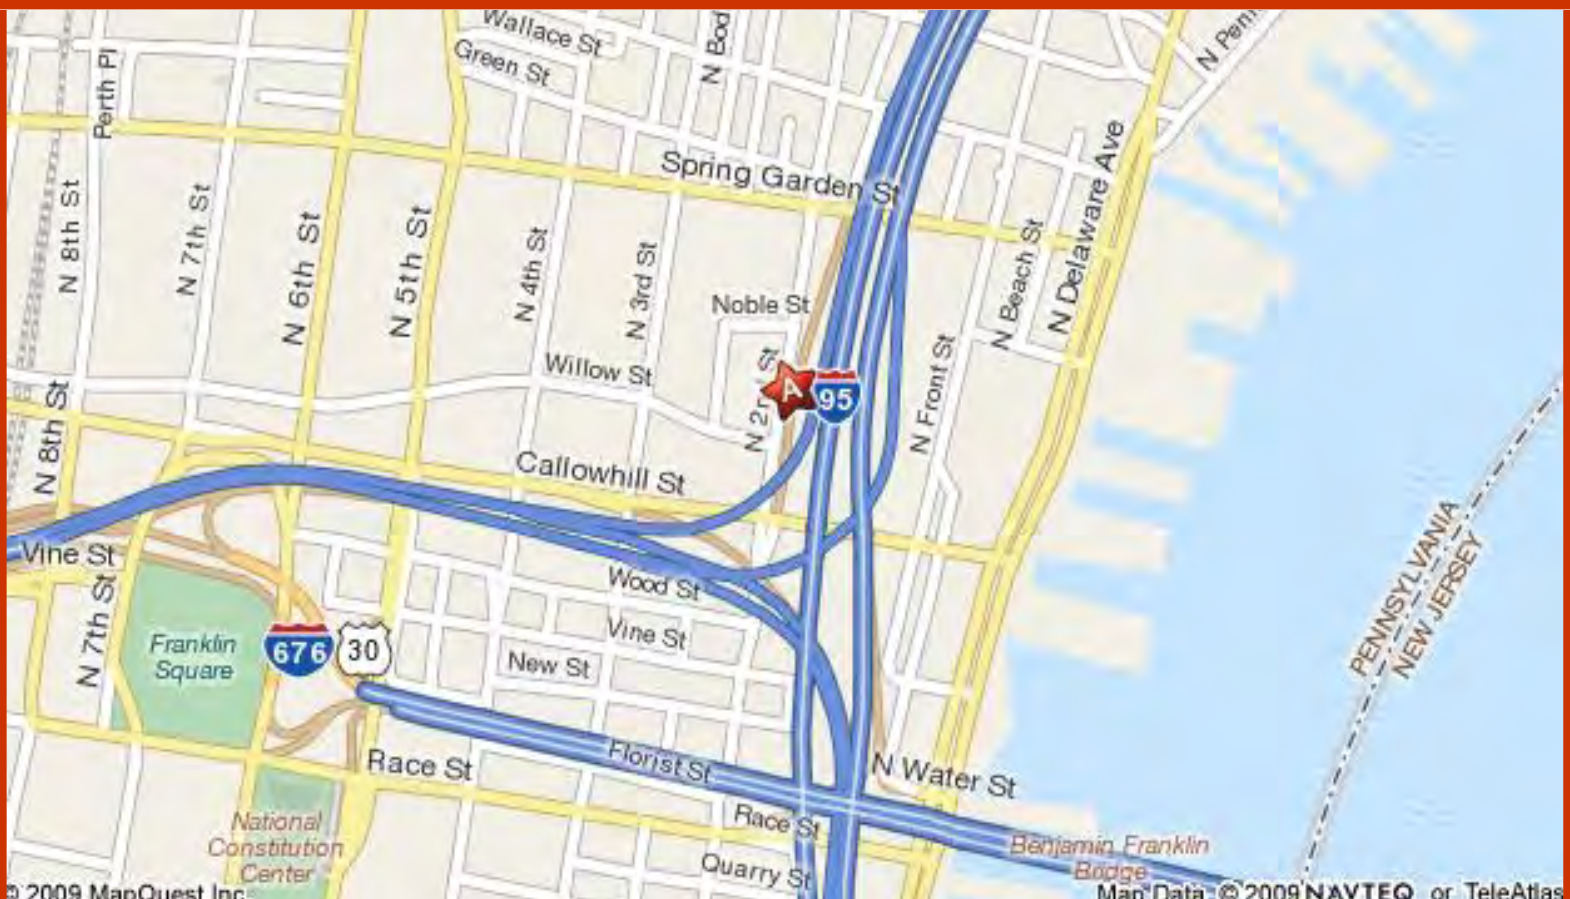 Wallace St
Green St
N Bod
N Penn
Perth Pl
N 8th St
N 7th St
N 6th St
N 5th St
N 4th St
N 3rd St
Spring Garden St
N Beach St
N Delaware Ave
Noble St
Willow St
N 2nd St
A
95
N Front St
N 8th St
Callowhill St
Vine St
N 7th St
Wood St
Vine St
New St
Franklin
Square
676
30
PENNSYLVANIA
NEW JERSEY
Race St
Florist St
N Water St
National
Constitution
Center
Race St
Quarry St
Benjamin Franklin
Bridge
© 2009 MapQuest Inc
Map Data © 2009 NAVTEQ or TeleAtlas